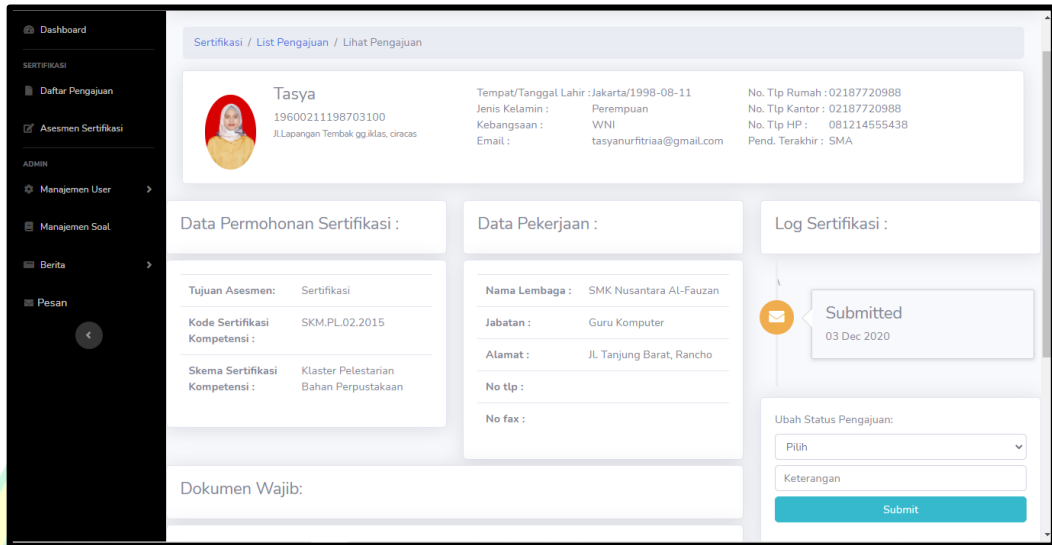 Dashboard
SERTIFIKASI
Daftar Pengajuan
Asesmen Sertifikasi
ADMIN
Manajemen User
Manajemen Soal
Berita
Pesan
Sertifikasi / List Pengajuan / Lihat Pengajuan
Tasya
19600211198703100
Jl.Lapangan Tembak gg.iklas, ciracas
Tempat/Tanggal Lahir : Jakarta/1998-08-11
Jenis Kelamin : Perempuan
Kebangsaan : WNI
Email : tasyanurfitriaa@gmail.com
No. Tlp Rumah : 02187720988
No. Tlp Kantor : 02187720988
No. Tlp HP : 081214555438
Pend. Terakhir : SMA
Data Permohonan Sertifikasi :
Tujuan Asesmen: Sertifikasi
Kode Sertifikasi SKM.PL.02.2015
Kompetensi :
Skema Sertifikasi Klaster Pelestarian
Kompetensi : Bahan Perpustakaan
Data Pekerjaan :
Nama Lembaga : SMK Nusantara Al-Fauzan
Jabatan : Guru Komputer
Alamat : JL Tanjung Barat, Rancho
No tlp :
No fax :
Log Sertifikasi :
Submitted
03 Dec 2020
Ubah Status Pengajuan:
Pilih
Keterangan
Submit
Dokumen Wajib: